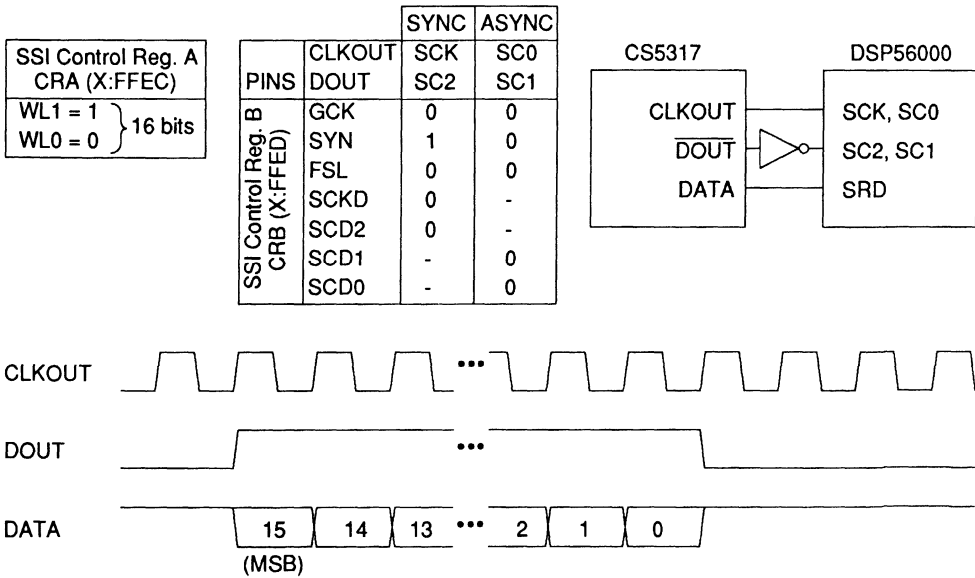 SSI Control Reg. A
CRA (X:FFEC)
WL1 = 1
WL0 = 0
16 bits
SYNC ASYNC
CLKOUT SCK SC0
PINS DOUT SC2 SC1
SSI Control Reg. B
CRB (X:FFED)
GCK 0 0
SYN 1 0
FSL 0 0
SCKD 0 -
SCD2 0 -
SCD1 - 0
SCD0 - 0
CS5317
DSP56000
CLKOUT SCK, SC0
DOUT SC2, SC1
DATA SRD
CLKOUT •••
DOUT •••
DATA 15 14 13 ••• 2 1 0
(MSB)